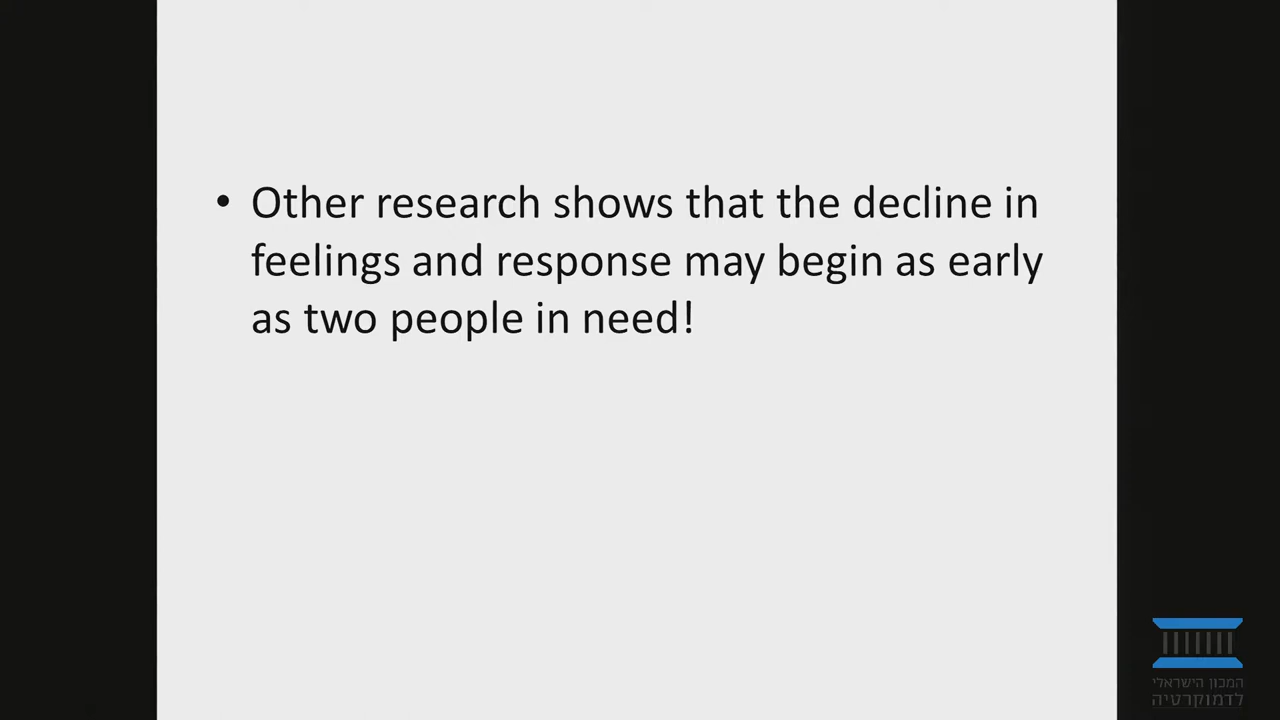 • Other research shows that the decline in
feelings and response may begin as early
as two people in need!
המכון הישראלי
לדמוקרטיה